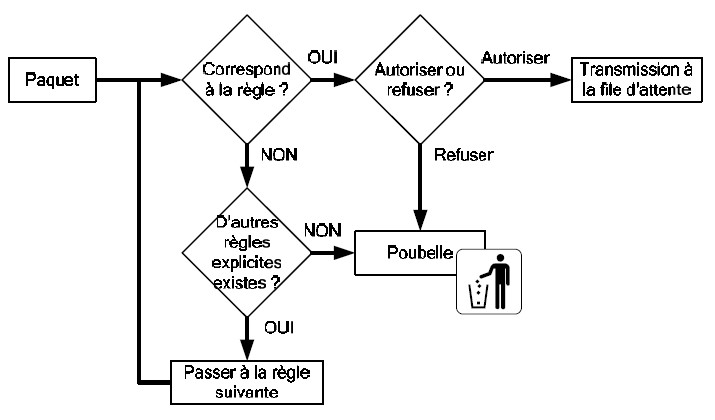 Paquet
Correspond
à la règle ?
OUI
Autoriser ou
refuser ?
Autoriser
Transmission à
la file d'attente
NON
Refuser
D'autres
règles
explicites
existes ?
NON
Poubelle
OUI
Passer à la règle
suivante